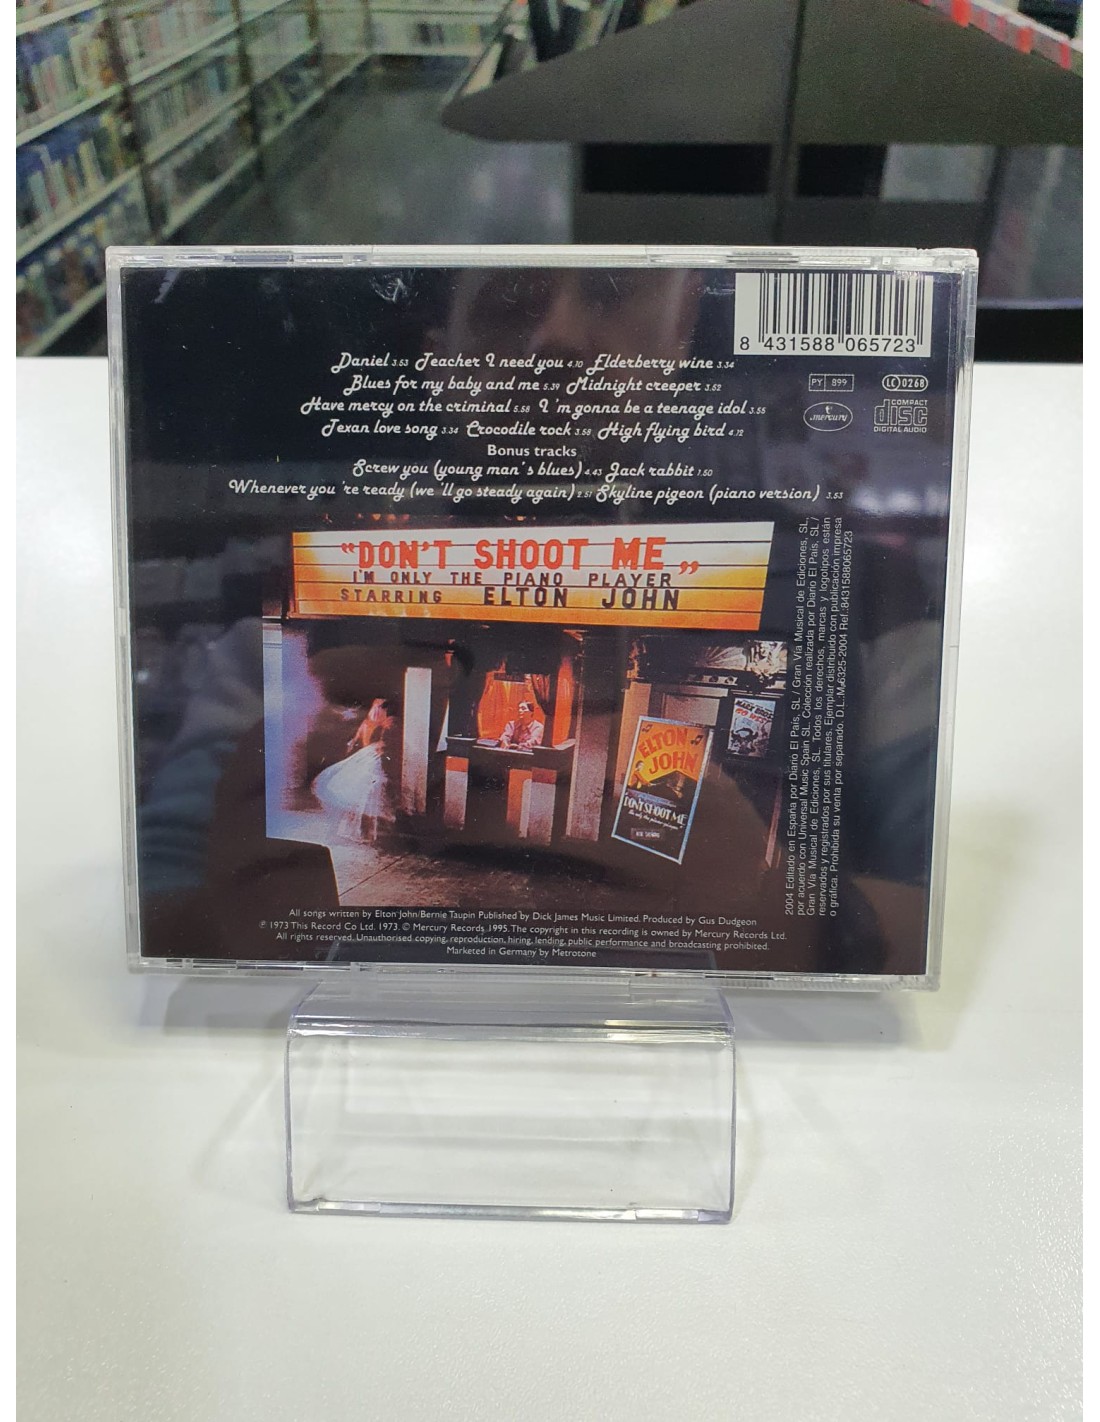 8 431588 065723
Daniel 3.53 Teacher I need you 4.10 Elderberry wine 3.34
Blues for my baby and me 5.39 Midnight creeper 3.52
Have mercy on the criminal 5.58 I'm gonna be a teenage idol 3.55
Texan love song 3.34 Crocodile rock 3.58 High flying bird 4.12
Bonus tracks
Screw you (young man's blues) 4.43 Jack rabbit 1.50
Whenever you're ready (we'll go steady again) 2.51 Skyline pigeon (piano version) 3.53
PY 899
LC 0268
mercury
COMPACT
disc
DIGITAL AUDIO
"DON'T SHOOT ME"
I'M ONLY THE PIANO PLAYER
STARRING ELTON JOHN
MARX BROS.
GO WEST
ELTON
JOHN
DON'T SHOOT ME
NOW SHOWING
2004 Editado en España por Diario El País, SL / Gran Vía Musical de Ediciones, SL,
por acuerdo con Universal Music Spain SL. Colección realizada por Diario El País, SL /
Gran Vía Musical de Ediciones, SL. Todos los derechos, marcas y logotipos están
reservados y registrados por sus titulares. Ejemplar distribuido con publicación impresa
o gráfica. Prohibida su venta por separado. D.L.:M-6325-2004 Ref.:8431588065723
All songs written by Elton John/Bernie Taupin Published by Dick James Music Limited. Produced by Gus Dudgeon
℗ 1973 This Record Co Ltd. 1973. © Mercury Records 1995. The copyright in this recording is owned by Mercury Records Ltd.
All rights reserved. Unauthorised copying, reproduction, hiring, lending, public performance and broadcasting prohibited.
Marketed in Germany by Metrotone